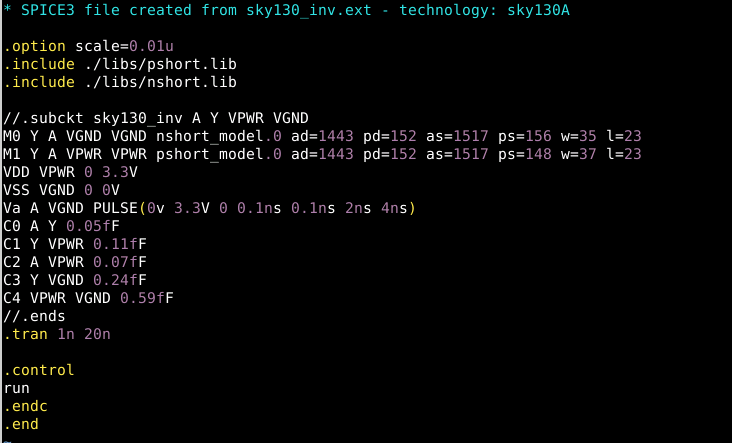 * SPICE3 file created from sky130_inv.ext - technology: sky130A
.option scale=0.01u
.include ./libs/pshort.lib
.include ./libs/nshort.lib
//.subckt sky130_inv A Y VPWR VGND
M0 Y A VGND VGND nshort_model.0 ad=1443 pd=152 as=1517 ps=156 w=35 l=23
M1 Y A VPWR VPWR pshort_model.0 ad=1443 pd=152 as=1517 ps=148 w=37 l=23
VDD VPWR 0 3.3V
VSS VGND 0 0V
Va A VGND PULSE(0v 3.3V 0 0.1ns 0.1ns 2ns 4ns)
C0 A Y 0.05fF
C1 Y VPWR 0.11fF
C2 A VPWR 0.07fF
C3 Y VGND 0.24fF
C4 VPWR VGND 0.59fF
//.ends
.tran 1n 20n
.control
run
.endc
.end
~